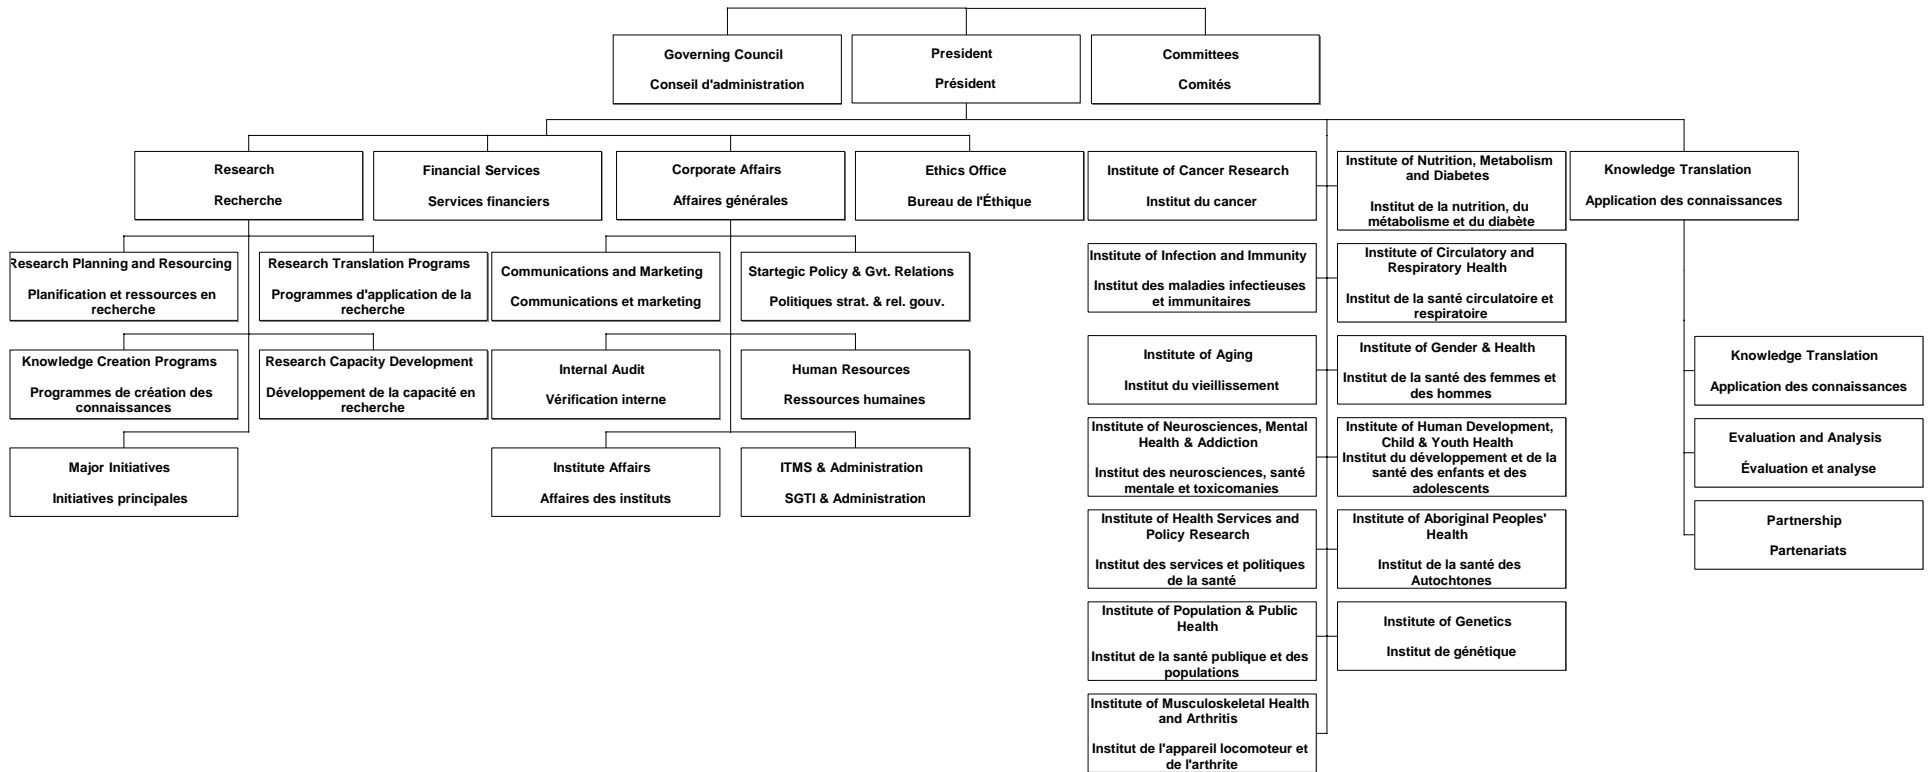 Governing Council
Conseil d'administration
President
Président
Committees
Comités
Research
Recherche
Financial Services
Services financiers
Corporate Affairs
Affaires générales
Ethics Office
Bureau de l'Éthique
Institute of Cancer Research
Institut du cancer
Institute of Nutrition, Metabolism
and Diabetes
Institut de la nutrition, du
métabolisme et du diabète
Knowledge Translation
Application des connaissances
Research Planning and Resourcing
Planification et ressources en
recherche
Research Translation Programs
Programmes d'application de la
recherche
Communications and Marketing
Communications et marketing
Startegic Policy & Gvt. Relations
Politiques strat. & rel. gouv.
Institute of Infection and Immunity
Institut des maladies infectieuses
et immunitaires
Institute of Circulatory and
Respiratory Health
Institut de la santé circulatoire et
respiratoire
Knowledge Creation Programs
Programmes de création des
connaissances
Research Capacity Development
Développement de la capacité en
recherche
Internal Audit
Vérification interne
Human Resources
Ressources humaines
Institute of Aging
Institut du vieillissement
Institute of Gender & Health
Institut de la santé des femmes et
des hommes
Knowledge Translation
Application des connaissances
Major Initiatives
Initiatives principales
Institute Affairs
Affaires des instituts
ITMS & Administration
SGTI & Administration
Institute of Neurosciences, Mental
Health & Addiction
Institut des neurosciences, santé
mentale et toxicomanies
Institute of Human Development,
Child & Youth Health
Institut du développement et de la
santé des enfants et des
adolescents
Evaluation and Analysis
Évaluation et analyse
Institute of Health Services and
Policy Research
Institut des services et politiques
de la santé
Institute of Aboriginal Peoples'
Health
Institut de la santé des
Autochtones
Partnership
Partenariats
Institute of Population & Public
Health
Institut de la santé publique et des
populations
Institute of Genetics
Institut de génétique
Institute of Musculoskeletal Health
and Arthritis
Institut de l'appareil locomoteur et
de l'arthrite